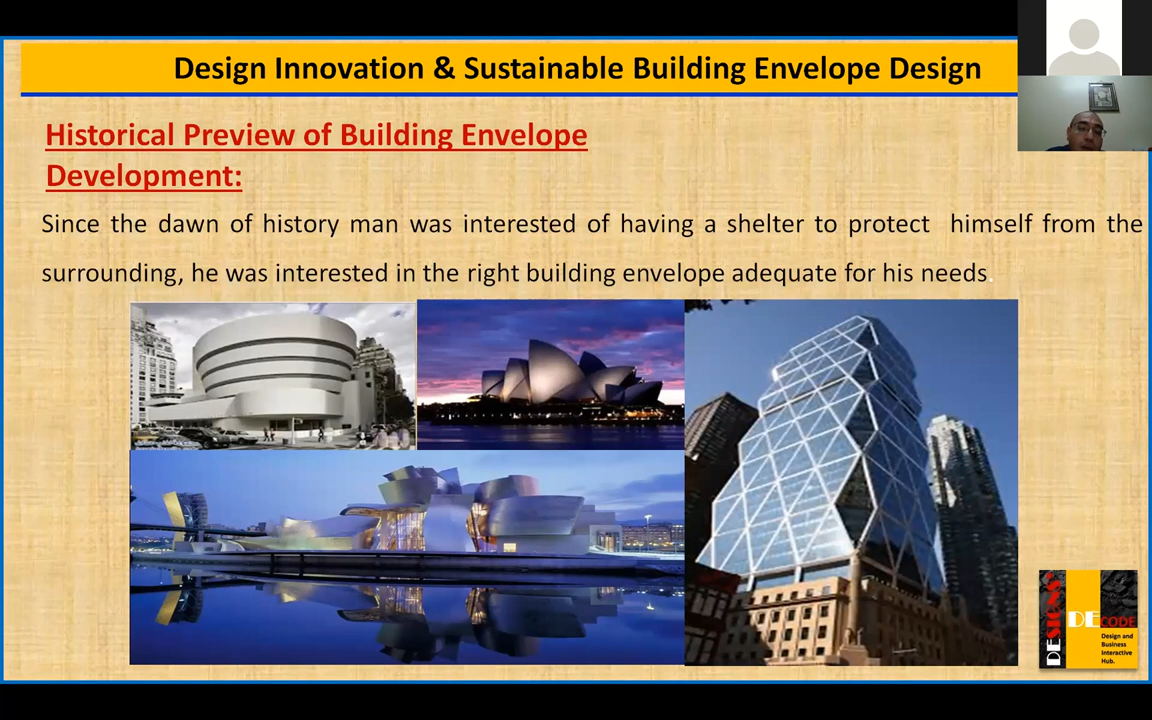 Design Innovation & Sustainable Building Envelope Design
Historical Preview of Building Envelope
Development:
Since the dawn of history man was interested of having a shelter to protect himself from the
surrounding, he was interested in the right building envelope adequate for his needs.
DESIGNS
DECODE
Design and
Business
Interactive
Hub.